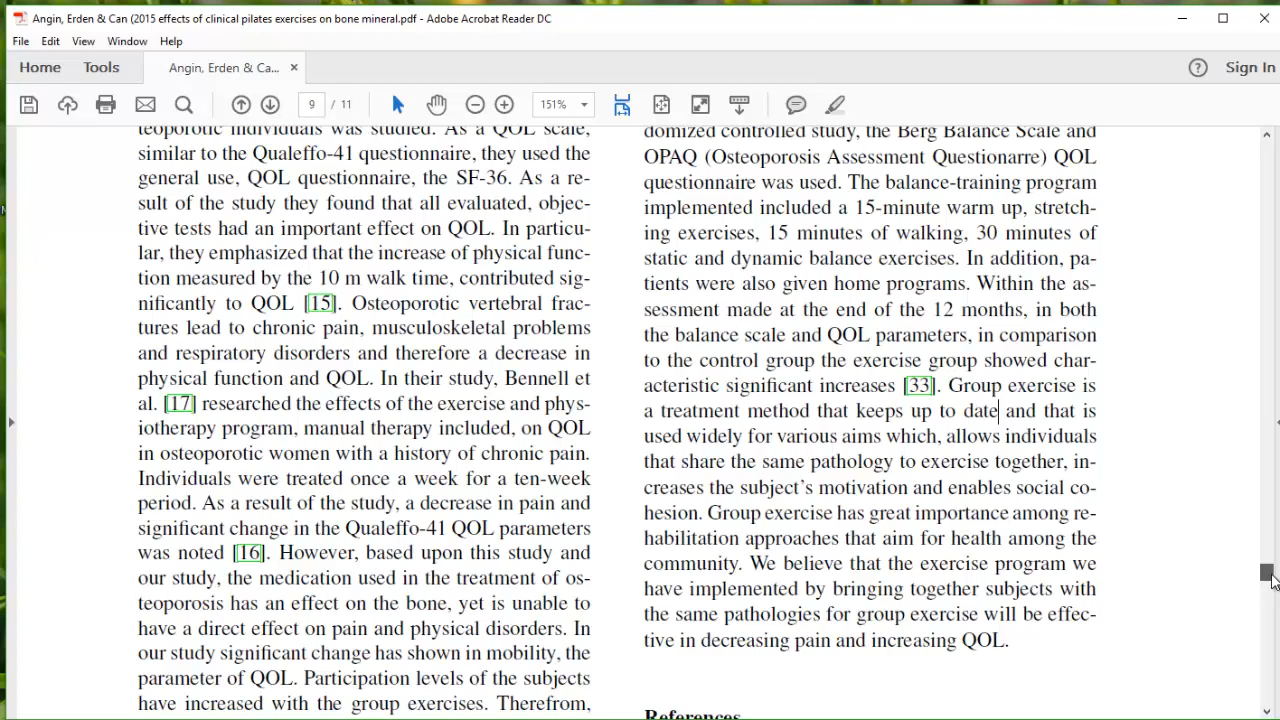 Angin, Erden & Can (2015 effects of clinical pilates exercises on bone mineral.pdf - Adobe Acrobat Reader DC
File Edit View Window Help
Home Tools Angin, Erden & Ca... × ? Sign In
9 / 11 151%
teoporotic individuals was studied. As a QOL scale,
similar to the Qualeffo-41 questionnaire, they used the
general use, QOL questionnaire, the SF-36. As a re-
sult of the study they found that all evaluated, objec-
tive tests had an important effect on QOL. In particu-
lar, they emphasized that the increase of physical func-
tion measured by the 10 m walk time, contributed sig-
nificantly to QOL [15]. Osteoporotic vertebral frac-
tures lead to chronic pain, musculoskeletal problems
and respiratory disorders and therefore a decrease in
physical function and QOL. In their study, Bennell et
al. [17] researched the effects of the exercise and phys-
iotherapy program, manual therapy included, on QOL
in osteoporotic women with a history of chronic pain.
Individuals were treated once a week for a ten-week
period. As a result of the study, a decrease in pain and
significant change in the Qualeffo-41 QOL parameters
was noted [16]. However, based upon this study and
our study, the medication used in the treatment of os-
teoporosis has an effect on the bone, yet is unable to
have a direct effect on pain and physical disorders. In
our study significant change has shown in mobility, the
parameter of QOL. Participation levels of the subjects
have increased with the group exercises. Therefrom,
domized controlled study, the Berg Balance Scale and
OPAQ (Osteoporosis Assessment Questionarre) QOL
questionnaire was used. The balance-training program
implemented included a 15-minute warm up, stretch-
ing exercises, 15 minutes of walking, 30 minutes of
static and dynamic balance exercises. In addition, pa-
tients were also given home programs. Within the as-
sessment made at the end of the 12 months, in both
the balance scale and QOL parameters, in comparison
to the control group the exercise group showed char-
acteristic significant increases [33]. Group exercise is
a treatment method that keeps up to date and that is
used widely for various aims which, allows individuals
that share the same pathology to exercise together, in-
creases the subject's motivation and enables social co-
hesion. Group exercise has great importance among re-
habilitation approaches that aim for health among the
community. We believe that the exercise program we
have implemented by bringing together subjects with
the same pathologies for group exercise will be effec-
tive in decreasing pain and increasing QOL.
References